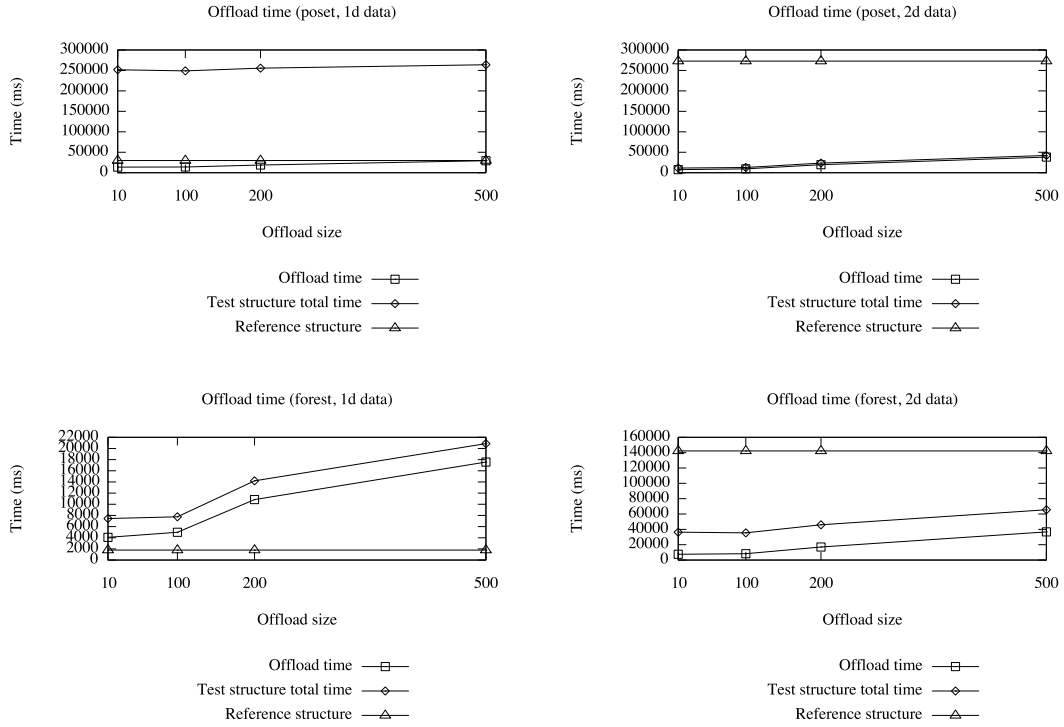 Offload time (poset, 1d data)
Time (ms)
300000
250000
200000
150000
100000
50000
0
10 100 200 500
Offload size
Offload time
Test structure total time
Reference structure
Offload time (poset, 2d data)
Time (ms)
300000
250000
200000
150000
100000
50000
0
10 100 200 500
Offload size
Offload time
Test structure total time
Reference structure
Offload time (forest, 1d data)
Time (ms)
22000
20000
18000
16000
14000
12000
10000
8000
6000
4000
2000
0
10 100 200 500
Offload size
Offload time
Test structure total time
Reference structure
Offload time (forest, 2d data)
Time (ms)
160000
140000
120000
100000
80000
60000
40000
20000
0
10 100 200 500
Offload size
Offload time
Test structure total time
Reference structure